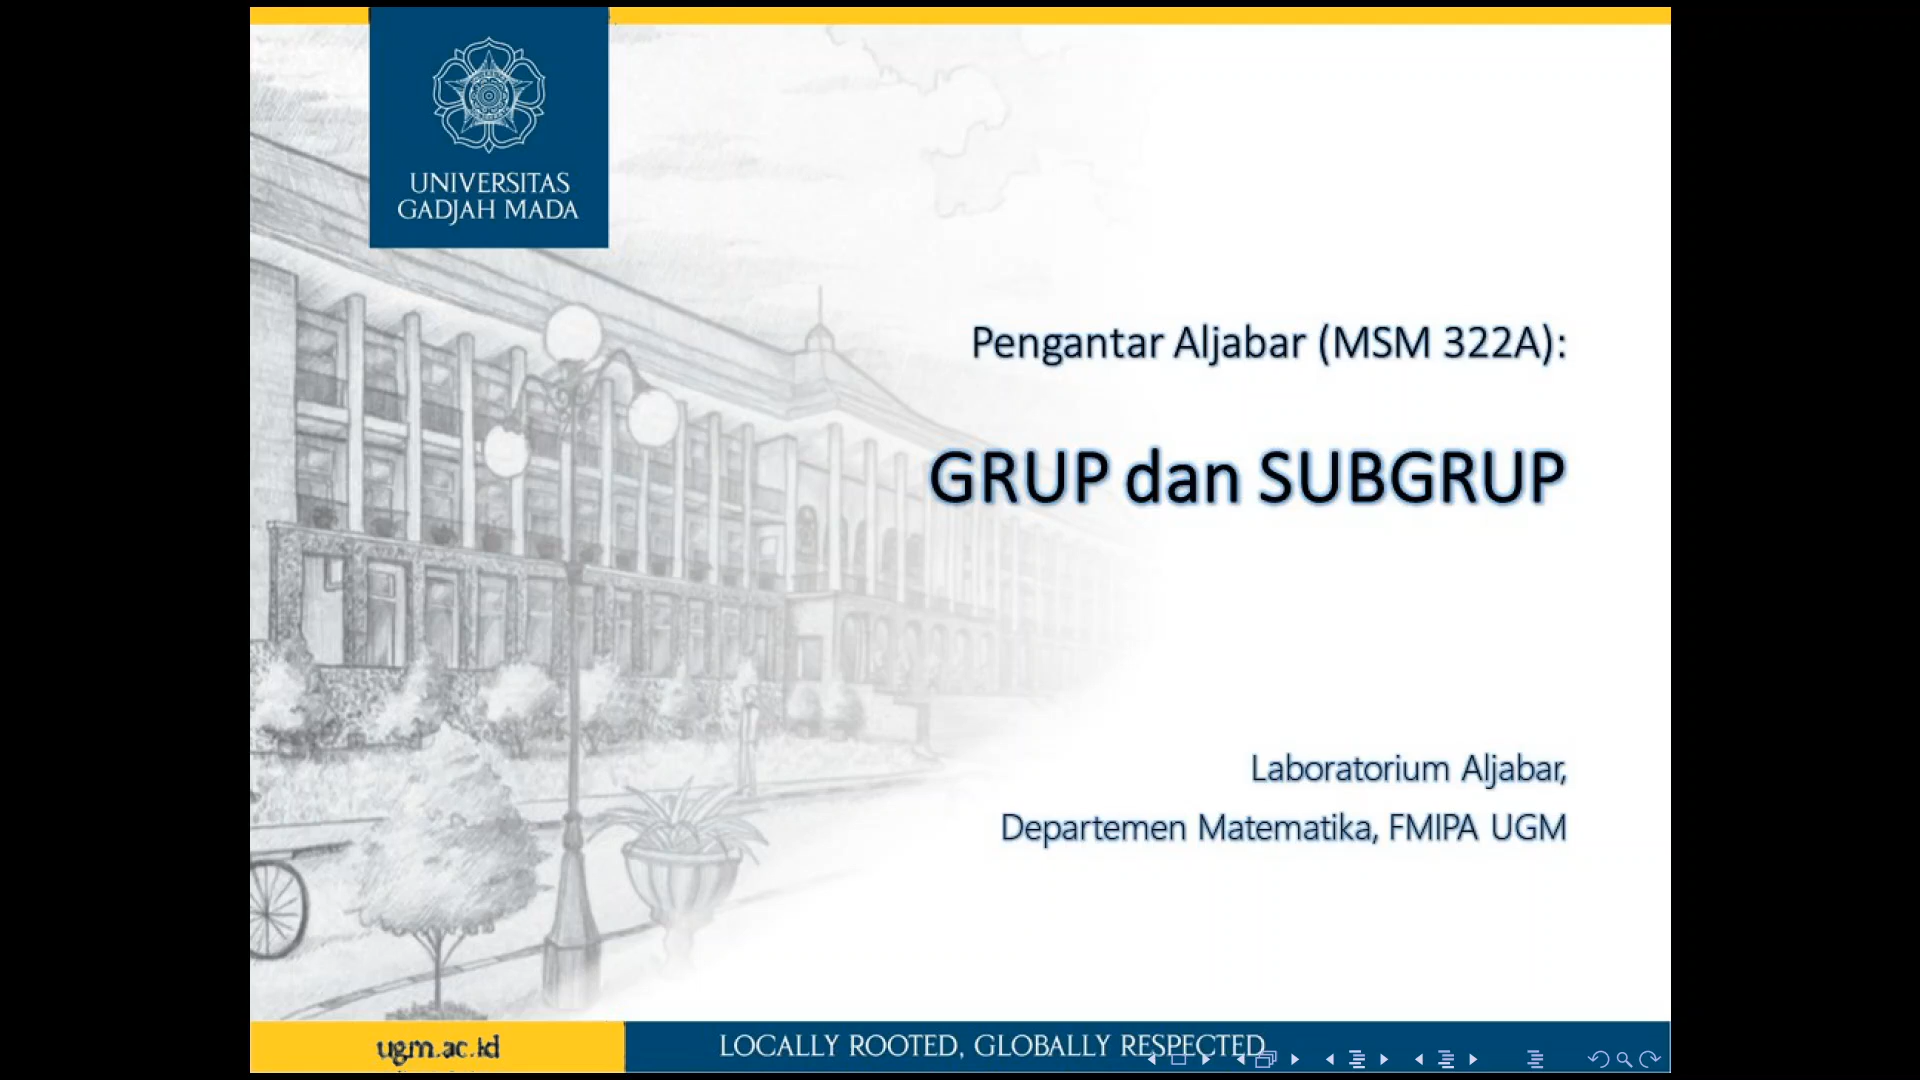 UNIVERSITAS
GADJAH MADA
Pengantar Aljabar (MSM 322A):
GRUP dan SUBGRUP
Laboratorium Aljabar,
Departemen Matematika, FMIPA UGM
ugm.ac.id
LOCALLY ROOTED, GLOBALLY RESPECTED